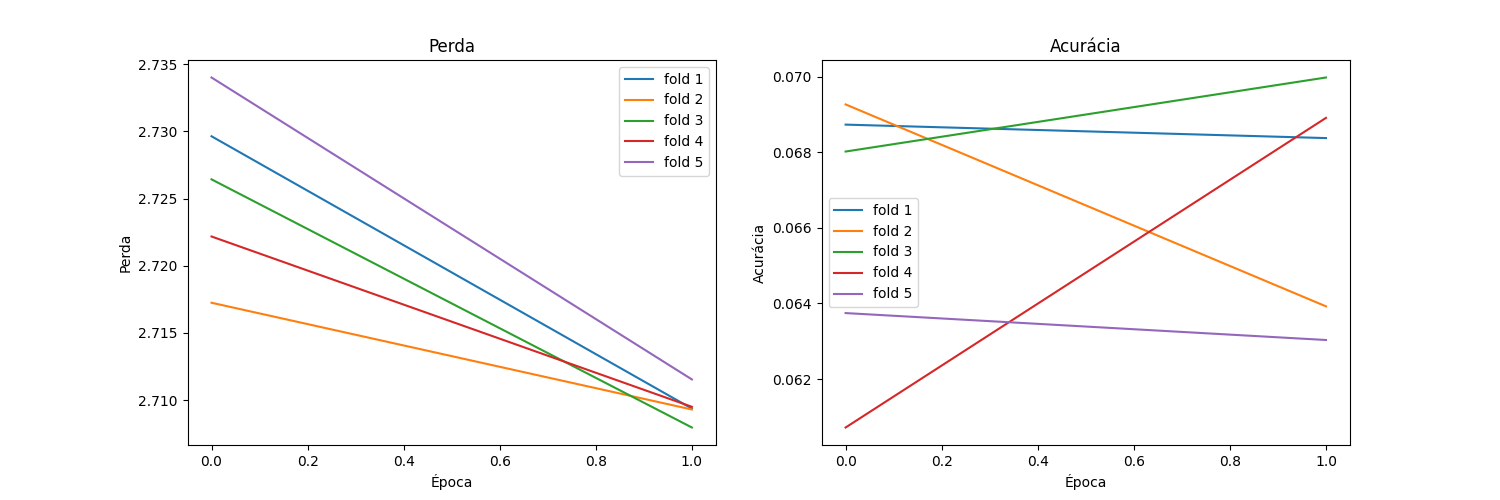 Perda
2.735
2.730
2.725
2.720
2.715
2.710
Perda
0.0
0.2
0.4
0.6
0.8
1.0
Época
fold 1
fold 2
fold 3
fold 4
fold 5
Acurácia
0.070
0.068
0.066
0.064
0.062
Acurácia
0.0
0.2
0.4
0.6
0.8
1.0
Época
fold 1
fold 2
fold 3
fold 4
fold 5